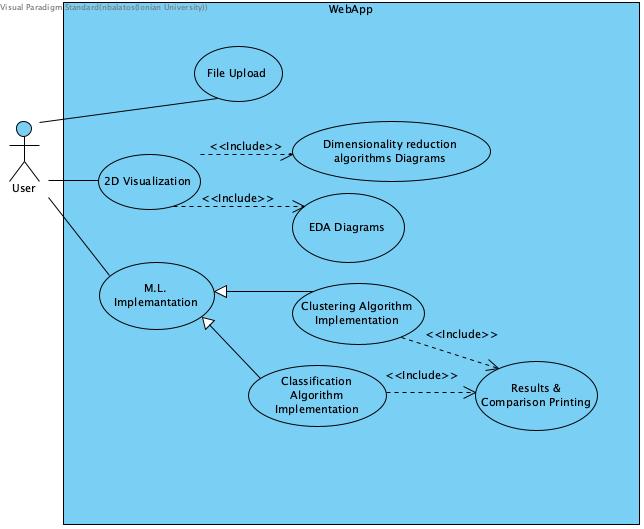 Visual Paradigm Standard(nbalatos(Ionian University))
WebApp
File Upload
User
<<Include>>
Dimensionality reduction
algorithms Diagrams
2D Visualization
<<Include>>
EDA Diagrams
M.L.
Implemantation
Clustering Algorithm
Implementation
<<Include>>
Classification
Algorithm
Implementation
<<Include>>
Results &
Comparison Printing